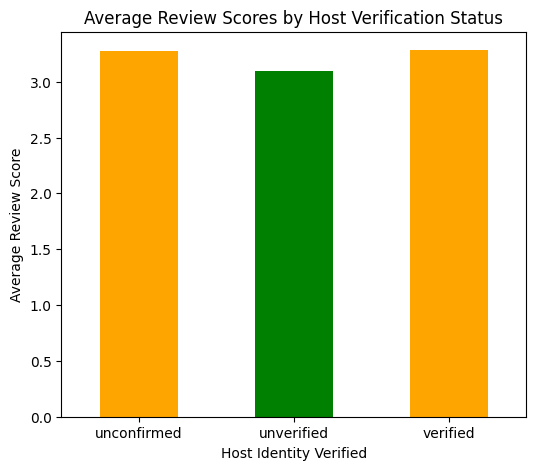 Average Review Scores by Host Verification Status
Average Review Score
3.0
2.5
2.0
1.5
1.0
0.5
0.0
unconfirmed
unverified
verified
Host Identity Verified